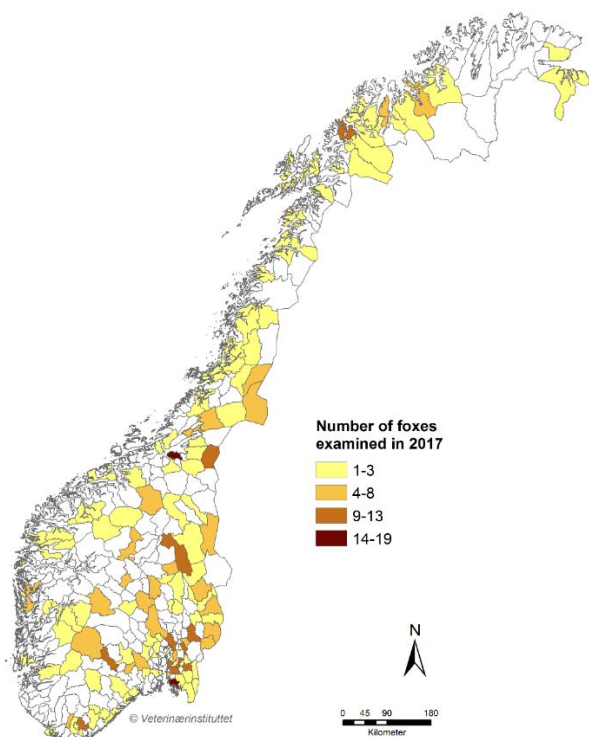 Number of foxes
examined in 2017
1-3
4-8
9-13
14-19
N
© Veterinærinstituttet
0 45 90 180
Kilometer